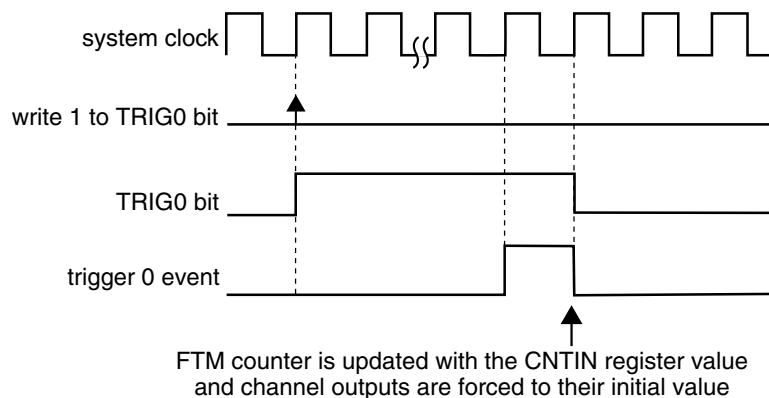 system clock
write 1 to TRIG0 bit
TRIG0 bit
trigger 0 event
FTM counter is updated with the CNTIN register value
and channel outputs are forced to their initial value